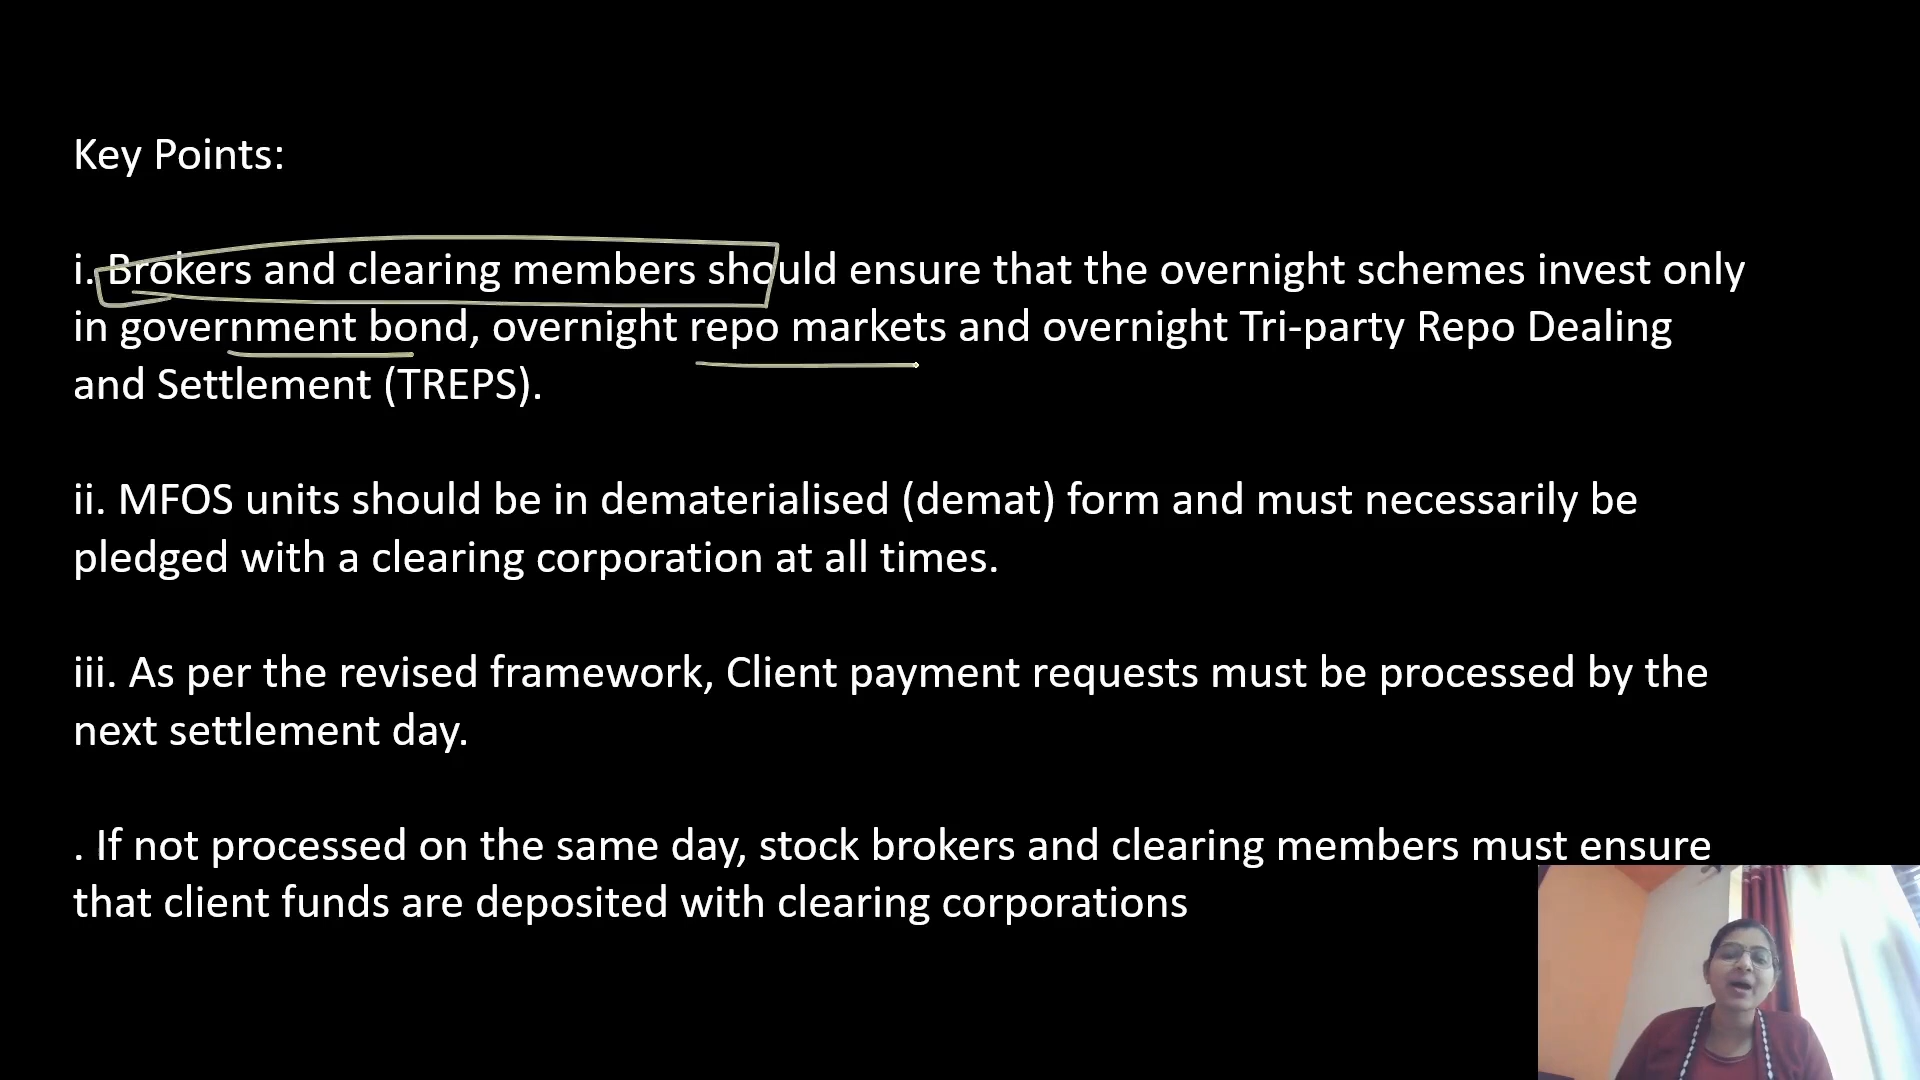 Key Points:
i. Brokers and clearing members should ensure that the overnight schemes invest only
in government bond, overnight repo markets and overnight Tri-party Repo Dealing
and Settlement (TREPS).
ii. MFOS units should be in dematerialised (demat) form and must necessarily be
pledged with a clearing corporation at all times.
iii. As per the revised framework, Client payment requests must be processed by the
next settlement day.
. If not processed on the same day, stock brokers and clearing members must ensure
that client funds are deposited with clearing corporations